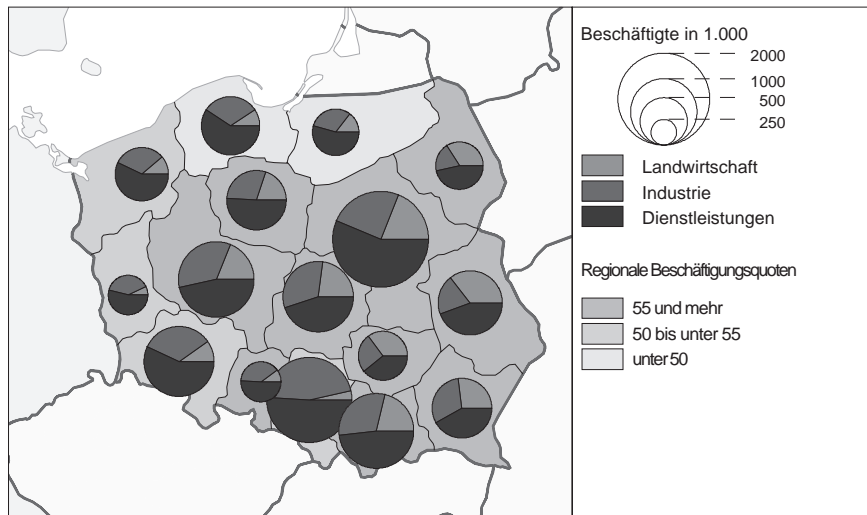 Beschäftigte in 1.000
2000
1000
500
250
Landwirtschaft
Industrie
Dienstleistungen
Regionale Beschäftigungsquoten
55 und mehr
50 bis unter 55
unter 50